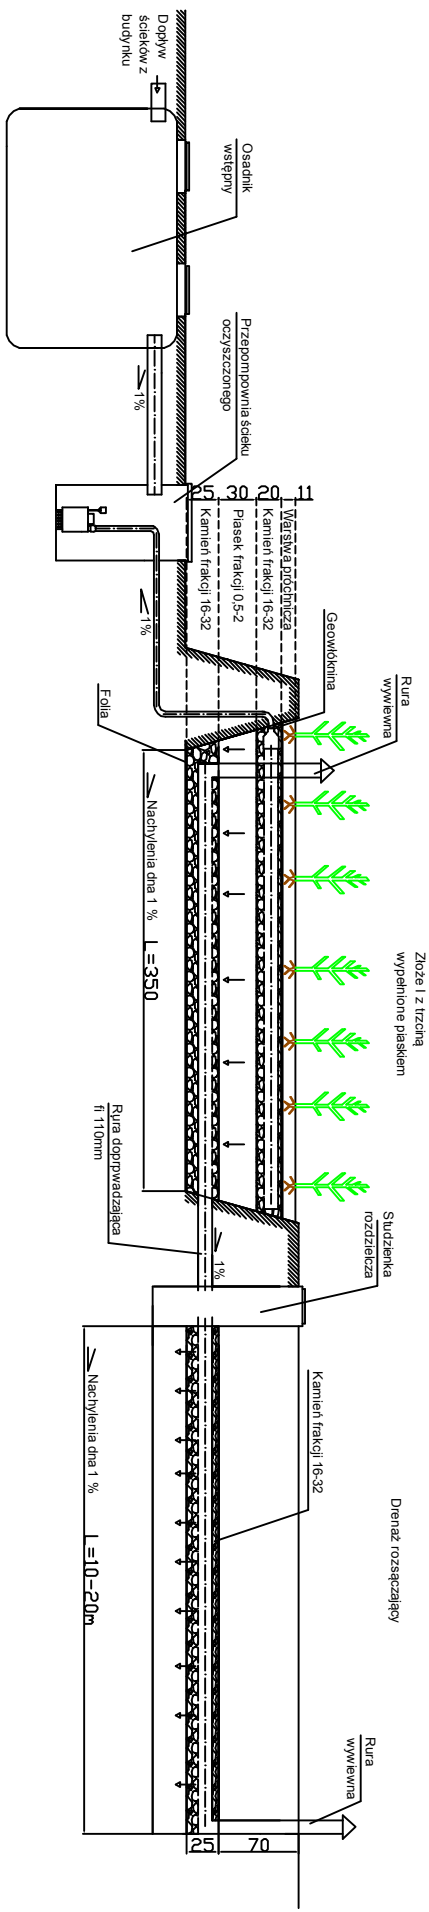 Dopływ
ścieków z
budynku
Osadnik
wstępny
1%
Przepompownia ścieku
oczyszczonego
1%
11
20
30
25
Warstwa próchnicza
Kamień frakcji 16-32
Piasek frakcji 0,5-2
Kamień frakcji 16-32
Geowłóknina
Folia
Rura
wywiewna
Złoże I z trzciną
wypełnione piaskiem
Nachylenia dna 1 %
L=350
Rura doprpwadzająca
fi 110mm
1%
Studzienka
rozdzielcza
Kamień frakcji 16-32
Drenaż rozsączający
Nachylenia dna 1 %
L=10-20m
Rura
wywiewna
70
25